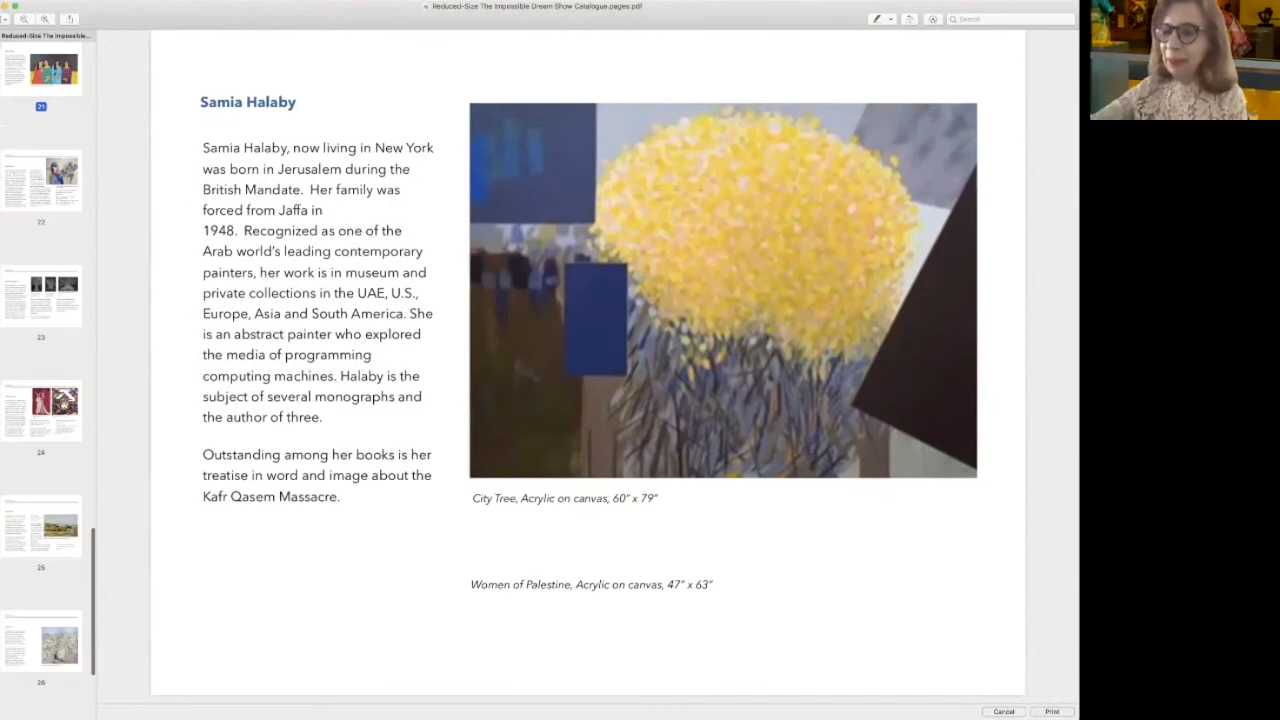 Reduced-Size The Impossible Dream Show Catalogue.pages.pdf
Search
Reduced-Size The Impossible...
21
22
23
24
25
26
Samia Halaby
Samia Halaby, now living in New York
was born in Jerusalem during the
British Mandate. Her family was
forced from Jaffa in
1948. Recognized as one of the
Arab world's leading contemporary
painters, her work is in museum and
private collections in the UAE, U.S.,
Europe, Asia and South America. She
is an abstract painter who explored
the media of programming
computing machines. Halaby is the
subject of several monographs and
the author of three.
Outstanding among her books is her
treatise in word and image about the
Kafr Qasem Massacre.
City Tree, Acrylic on canvas, 60" x 79"
Women of Palestine, Acrylic on canvas, 47" x 63"
Cancel
Print